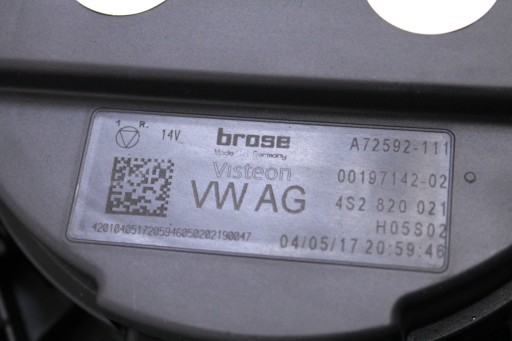 1 R. 14V brose A72592-111
Made in Germany
Visteon 00197142-02
VW AG 4S2 820 021
H05S02
4201040517205946050202190047 04/05/17 20:59:46